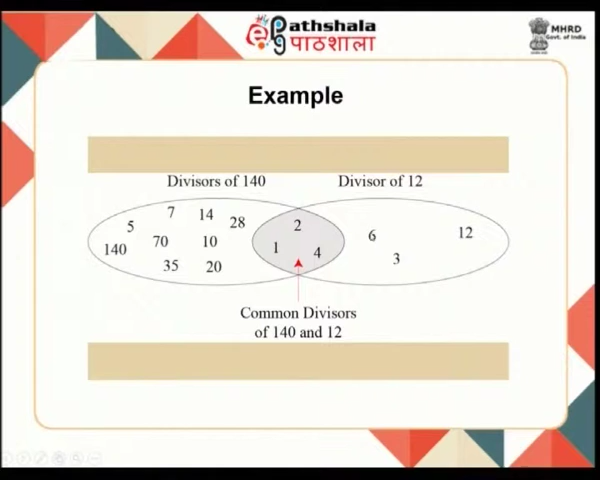 ePathshala
पाठशाला
MHRD
Govt. of India
Example
Divisors of 140
Divisor of 12
5 7 14 28
140 70 10
35 20
2
1 4
6 12
3
Common Divisors
of 140 and 12